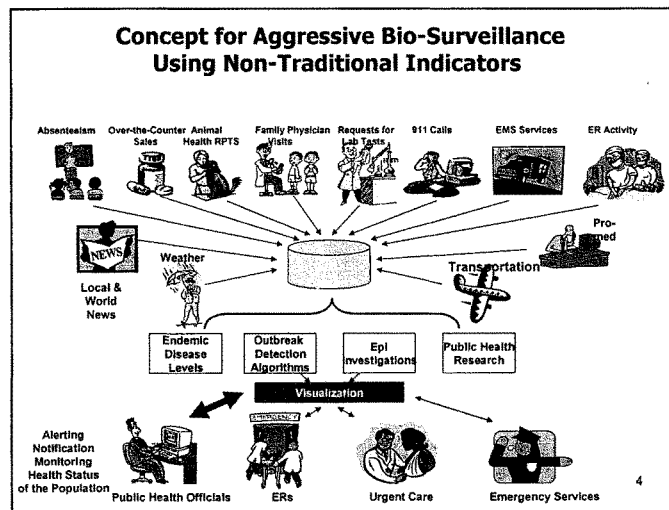 Concept for Aggressive Bio-Surveillance
Using Non-Traditional Indicators
Absenteeism
Over-the-Counter
Sales
Animal
Health RPTS
Family Physician
Visits
Requests for
Lab Tests
911 Calls
EMS Services
ER Activity
NEWS
Local &
World
News
Weather
Transportation
Pro-
med
Endemic
Disease
Levels
Outbreak
Detection
Algorithms
Epi
Investigations
Public Health
Research
Visualization
Alerting
Notification
Monitoring
Health Status
of the Population
EMERGENCY
Public Health Officials
ERs
Urgent Care
Emergency Services
4